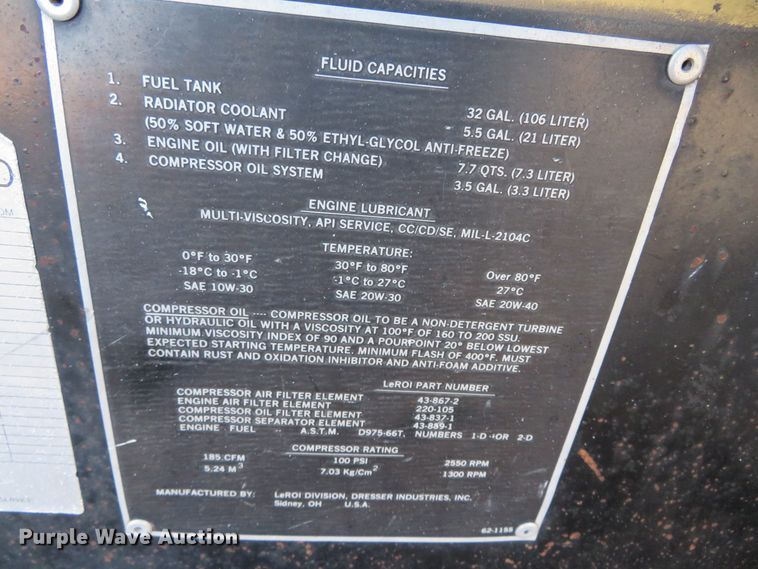 FLUID CAPACITIES
1. FUEL TANK 32 GAL. (106 LITER)
2. RADIATOR COOLANT 5.5 GAL. (21 LITER)
(50% SOFT WATER & 50% ETHYL-GLYCOL ANTI-FREEZE)
3. ENGINE OIL (WITH FILTER CHANGE) 7.7 QTS. (7.3 LITER)
4. COMPRESSOR OIL SYSTEM 3.5 GAL. (3.3 LITER)
ENGINE LUBRICANT
MULTI-VISCOSITY, API SERVICE, CC/CD/SE, MIL-L-2104C
TEMPERATURE:
0°F to 30°F 30°F to 80°F Over 80°F
-18°C to -1°C -1°C to 27°C 27°C
SAE 10W-30 SAE 20W-30 SAE 20W-40
COMPRESSOR OIL ---- COMPRESSOR OIL TO BE A NON-DETERGENT TURBINE
OR HYDRAULIC OIL WITH A VISCOSITY AT 100°F OF 160 TO 200 SSU.
MINIMUM VISCOSITY INDEX OF 90 AND A POURPOINT 20° BELOW LOWEST
EXPECTED STARTING TEMPERATURE. MINIMUM FLASH OF 400°F. MUST
CONTAIN RUST AND OXIDATION INHIBITOR AND ANTI-FOAM ADDITIVE.
LeROI PART NUMBER
COMPRESSOR AIR FILTER ELEMENT 43-867-2
ENGINE AIR FILTER ELEMENT 220-105
COMPRESSOR OIL FILTER ELEMENT 43-837-1
COMPRESSOR SEPARATOR ELEMENT 43-889-1
ENGINE FUEL -- A.S.T.M. D975-66T, NUMBERS 1-D OR 2-D
COMPRESSOR RATING
185 CFM 100 PSI 2550 RPM
5.24 M3 7.03 Kg/Cm2 1300 RPM
MANUFACTURED BY: LeROI DIVISION, DRESSER INDUSTRIES, INC.
Sidney, OH U.S.A.
62-1155
Purple Wave Auction